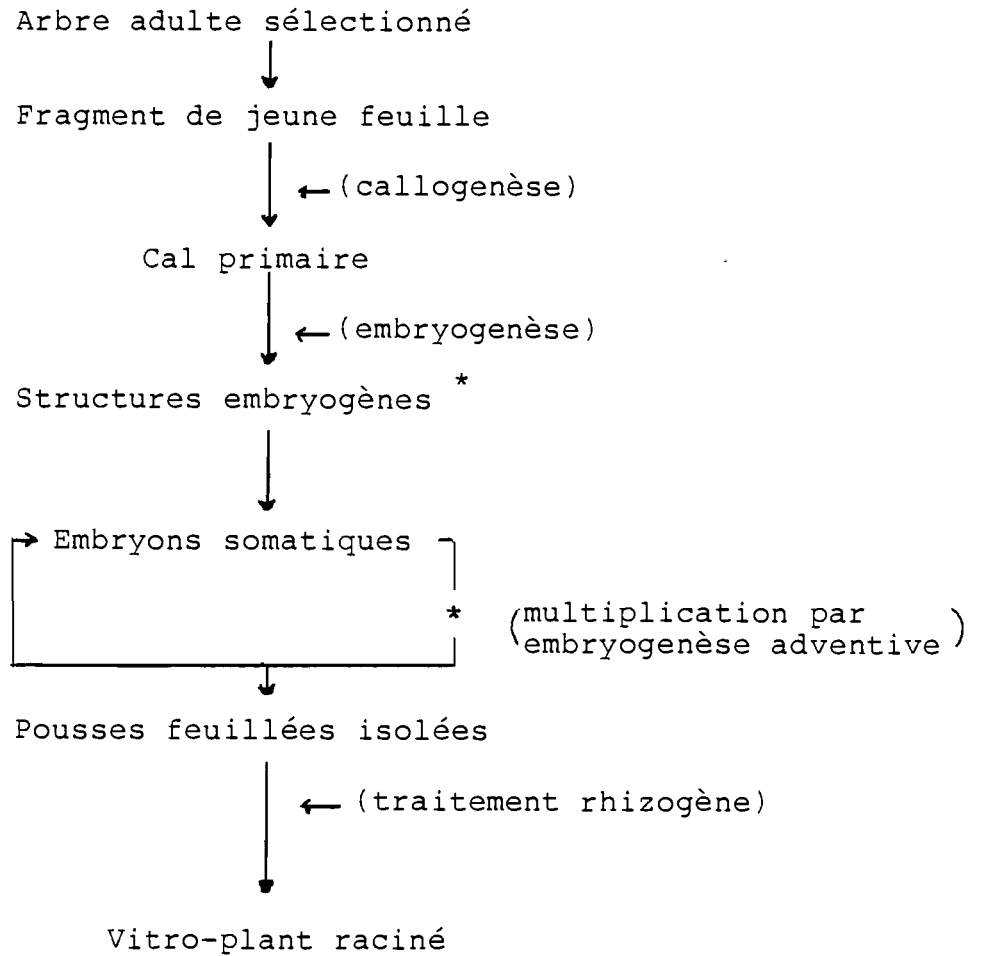 Arbre adulte sélectionné
Fragment de jeune feuille
(callogenèse)
Cal primaire
(embryogenèse)
Structures embryogènes *
Embryons somatiques
* (multiplication par
embryogenèse adventive)
Pousses feuillées isolées
(traitement rhizogène)
Vitro-plant raciné